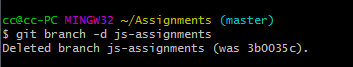 cc@cc-PC MINGW32 ~/Assignments (master)
$ git branch -d js-assignments
Deleted branch js-assignments (was 3b0035c).